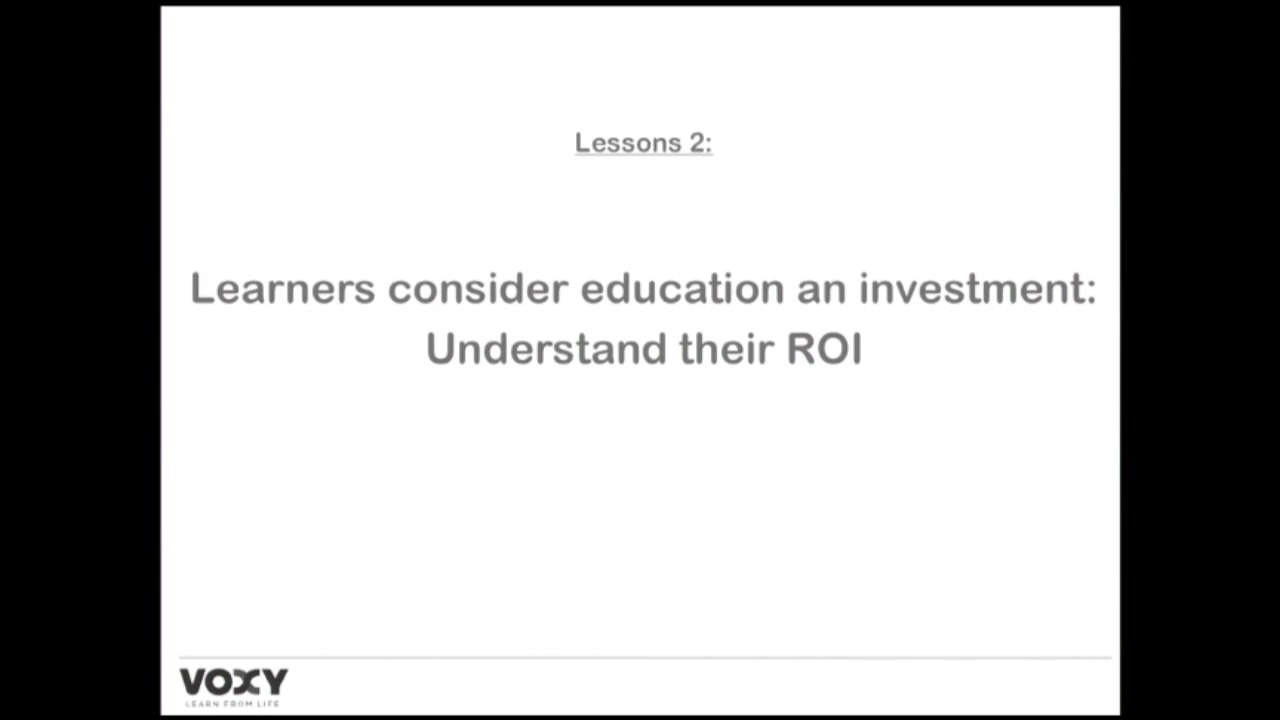 Lessons 2:
Learners consider education an investment:
Understand their ROI
VOXY
LEARN FROM LIFE